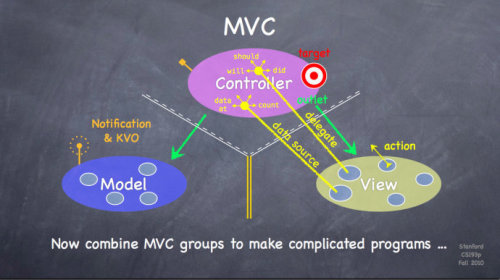 MVC
should
target
will
did
Controller
data
at
count
outlet
Notification
& KVO
data source
delegate
action
Model
View
Now combine MVC groups to make complicated programs ...
Stanford
CS193p
Fall 2010